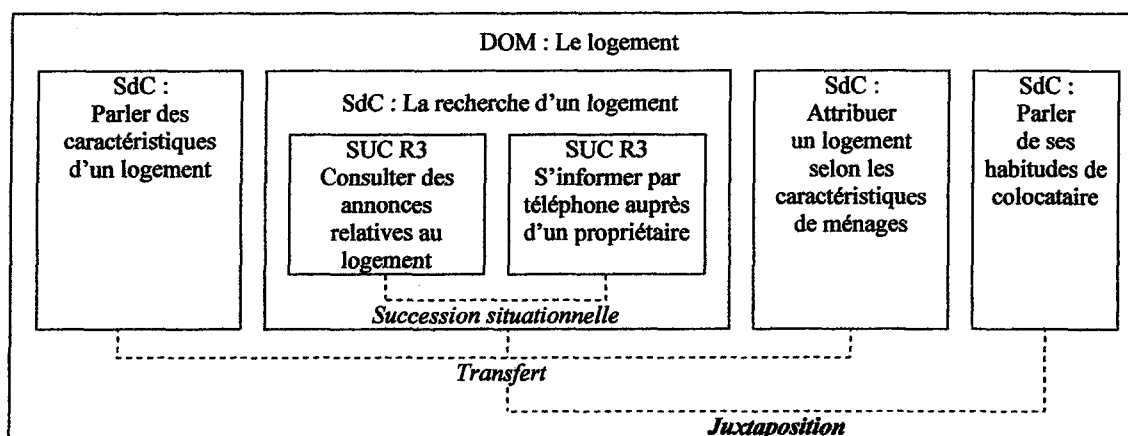 DOM : Le logement
SdC :
Parler des
caractéristiques
d'un logement
SdC : La recherche d'un logement
SUC R3
Consulter des
annonces
relatives au
logement
SUC R3
S'informer par
téléphone auprès
d'un propriétaire
Succession situationnelle
SdC :
Attribuer
un logement
selon les
caractéristiques
de ménages
SdC :
Parler
de ses
habitudes de
colocataire
Transfert
Juxtaposition